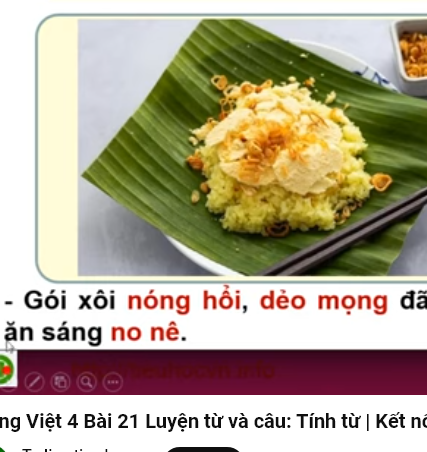 - Gói xôi nóng hổi, dẻo mọng đã
ăn sáng no nê.
ng Việt 4 Bài 21 Luyện từ và câu: Tính từ | Kết nố